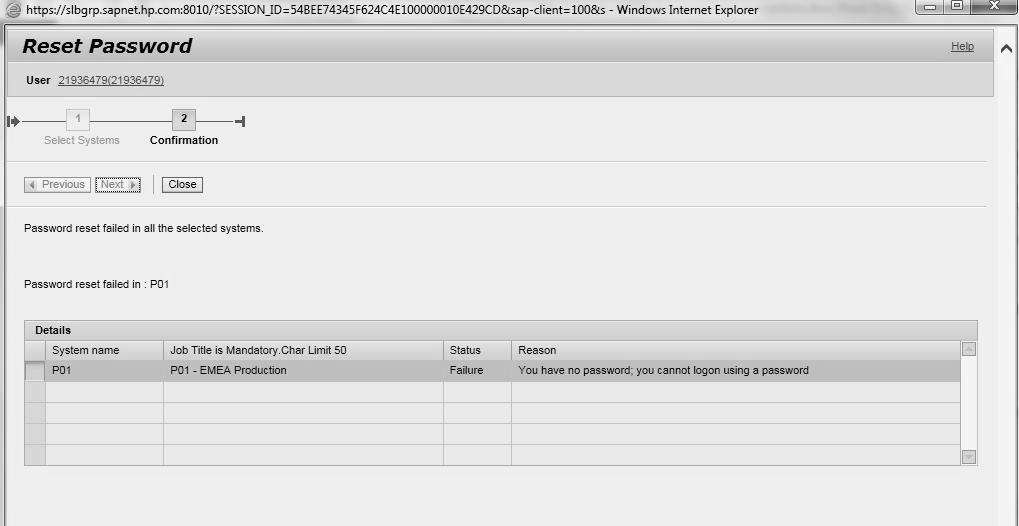 https://slbgrp.sapnet.hp.com:8010/?SESSION_ID=54BEE74345F624C4E100000010E429CD&sap-client=100&s - Windows Internet Explorer
Reset Password
Help
User 21936479(21936479)
1 2
Select Systems Confirmation
Previous Next Close
Password reset failed in all the selected systems.
Password reset failed in : P01
Details
System name Job Title is Mandatory.Char Limit 50 Status Reason
P01 P01 - EMEA Production Failure You have no password; you cannot logon using a password